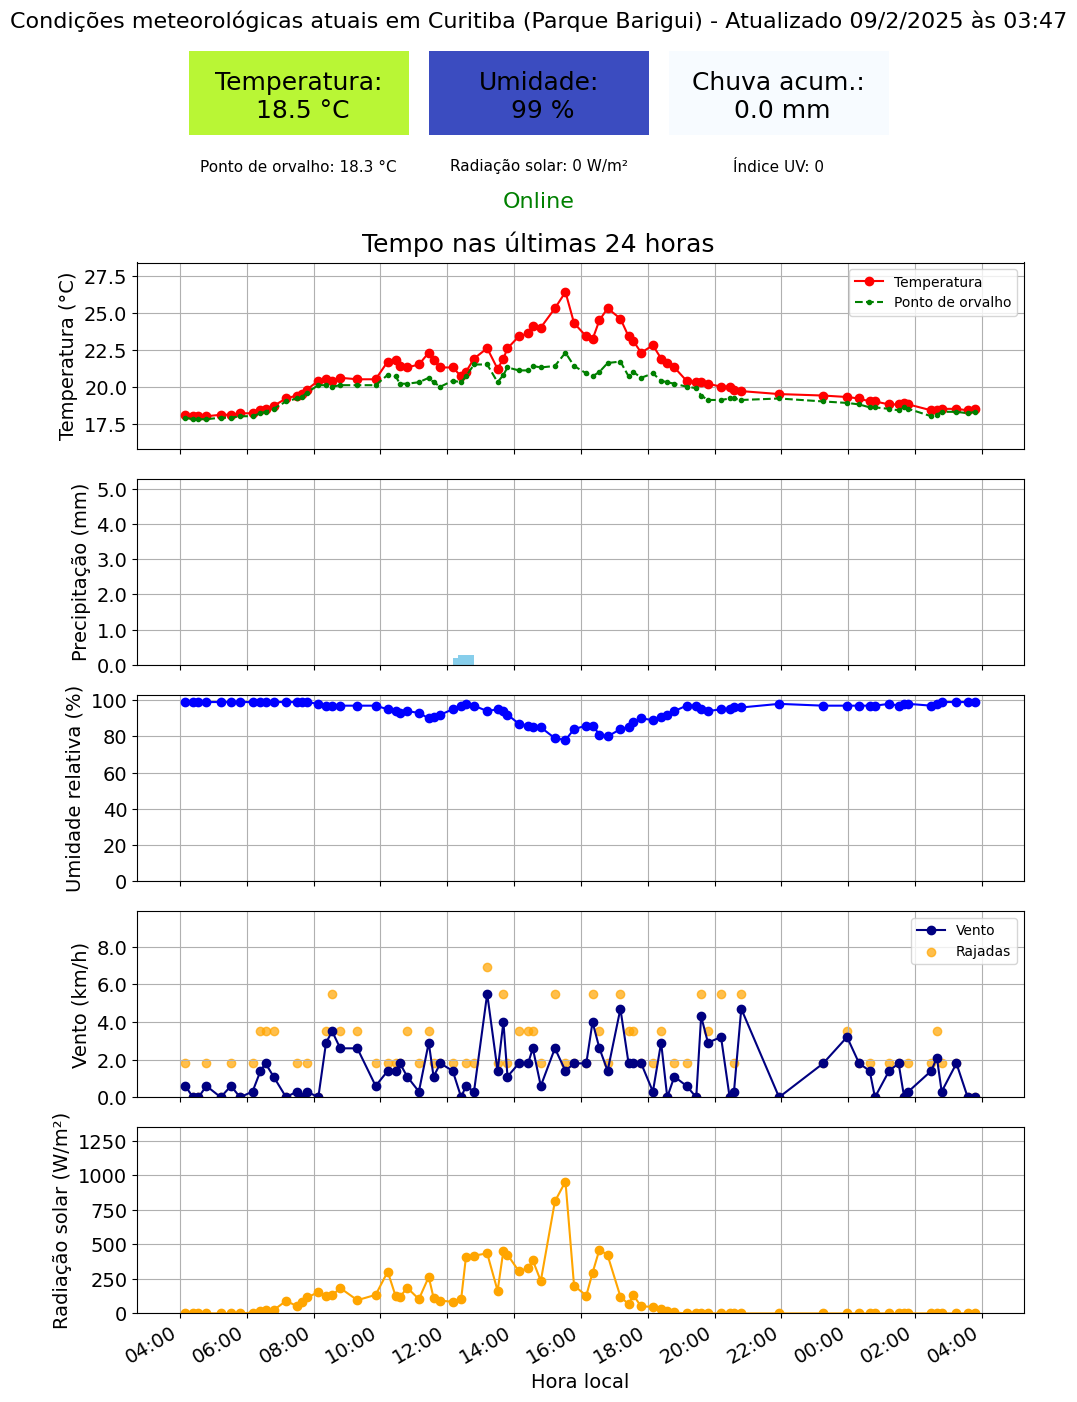 Condições meteorológicas atuais em Curitiba (Parque Barigui) - Atualizado 09/2/2025 às 03:47
Temperatura:
18.5 °C
Umidade:
99 %
Chuva acum.:
0.0 mm
Ponto de orvalho: 18.3 °C
Radiação solar: 0 W/m²
Índice UV: 0
Online
Tempo nas últimas 24 horas
Temperatura (°C)
27.5
25.0
22.5
20.0
17.5
Temperatura
Ponto de orvalho
Precipitação (mm)
5.0
4.0
3.0
2.0
1.0
0.0
Umidade relativa (%)
100
80
60
40
20
0
Vento (km/h)
8.0
6.0
4.0
2.0
0.0
Vento
Rajadas
Radiação solar (W/m²)
1250
1000
750
500
250
0
04:00
06:00
08:00
10:00
12:00
14:00
16:00
18:00
20:00
22:00
00:00
02:00
04:00
Hora local